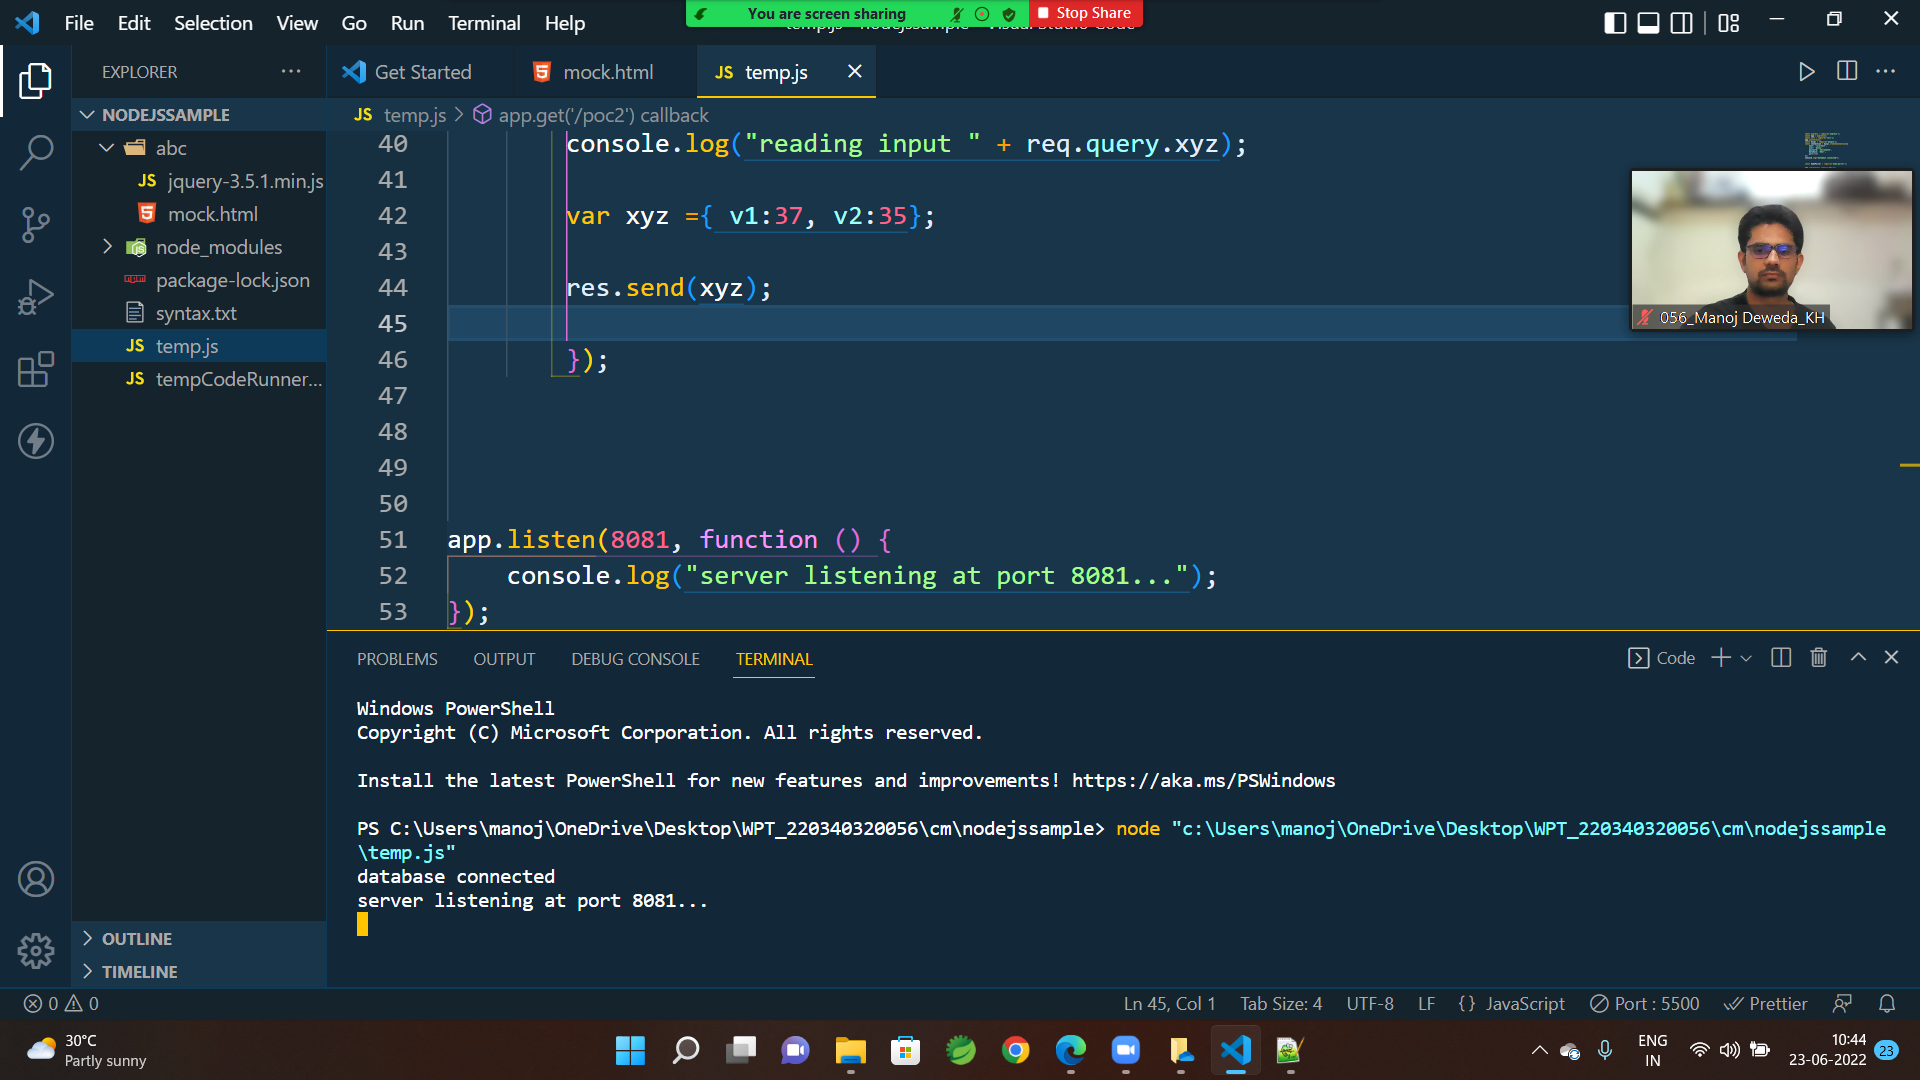 File Edit Selection View Go Run Terminal Help
You are screen sharing Stop Share
EXPLORER
Get Started
mock.html
JS temp.js
NODEJSSAMPLE
JS temp.js > app.get('/poc2') callback
abc
JS jquery-3.5.1.min.js
mock.html
node_modules
package-lock.json
syntax.txt
JS temp.js
JS tempCodeRunner...
OUTLINE
TIMELINE
40 console.log("reading input " + req.query.xyz);
41
42 var xyz ={ v1:37, v2:35};
43
44 res.send(xyz);
45
46 });
47
48
49
50
51 app.listen(8081, function () {
52 console.log("server listening at port 8081...");
53 });
056_Manoj Deweda_KH
PROBLEMS OUTPUT DEBUG CONSOLE TERMINAL
Code
Windows PowerShell
Copyright (C) Microsoft Corporation. All rights reserved.
Install the latest PowerShell for new features and improvements! https://aka.ms/PSWindows
PS C:\Users\manoj\OneDrive\Desktop\WPT_220340320056\cm\nodejssample> node "c:\Users\manoj\OneDrive\Desktop\WPT_220340320056\cm\nodejssample
\temp.js"
database connected
server listening at port 8081...
0 0
Ln 45, Col 1 Tab Size: 4 UTF-8 LF {} JavaScript Port : 5500 Prettier
30°C
Partly sunny
ENG
IN
10:44
23-06-2022
23